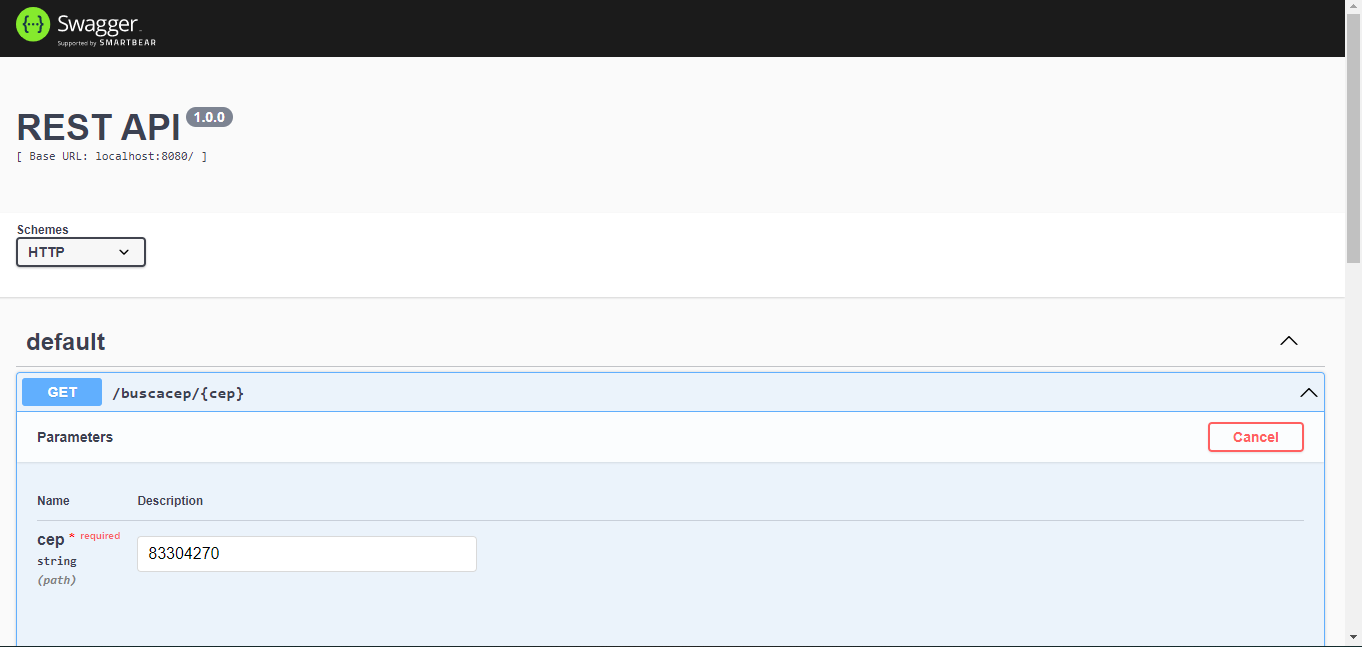 {···} Swagger
Supported by SMARTBEAR
REST API 1.0.0
[ Base URL: localhost:8080/ ]
Schemes
HTTP
default
GET /buscacep/{cep}
Parameters Cancel
Name Description
cep * required
string
(path)
83304270